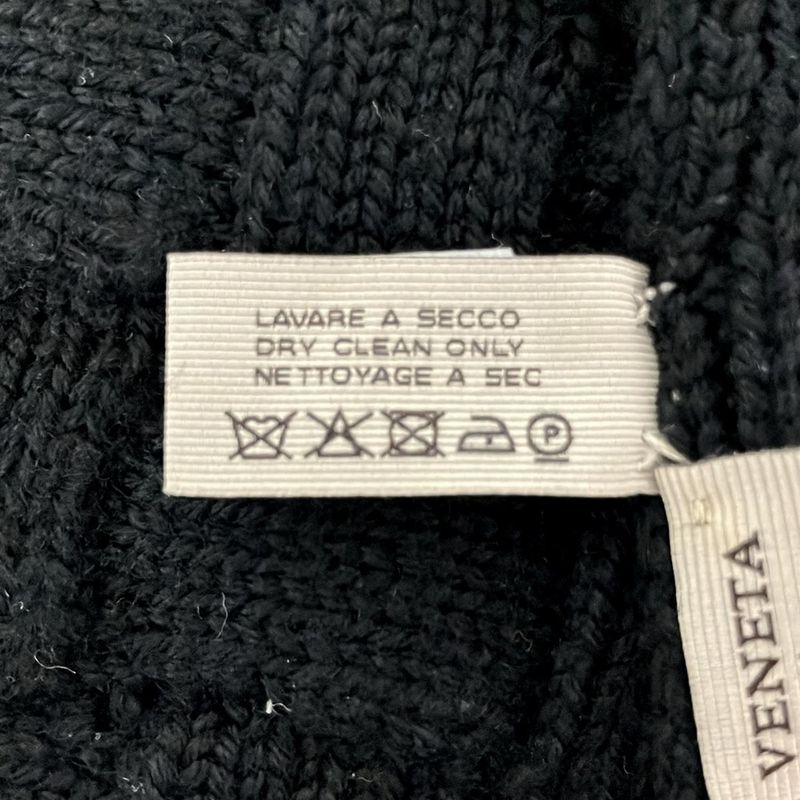 LAVARE A SECCO
DRY CLEAN ONLY
NETTOYAGE A SEC
P
VENETA